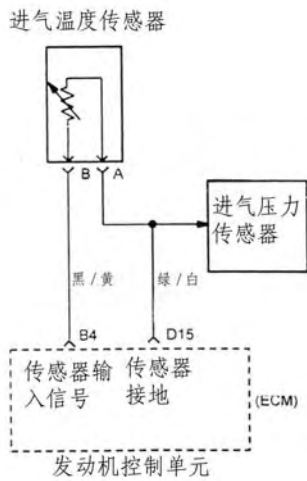 进气温度传感器
B A
进气压力
传感器
黑/黄
绿/白
B4
D15
传感器输
入信号
传感器
接地
(ECM)
发动机控制单元